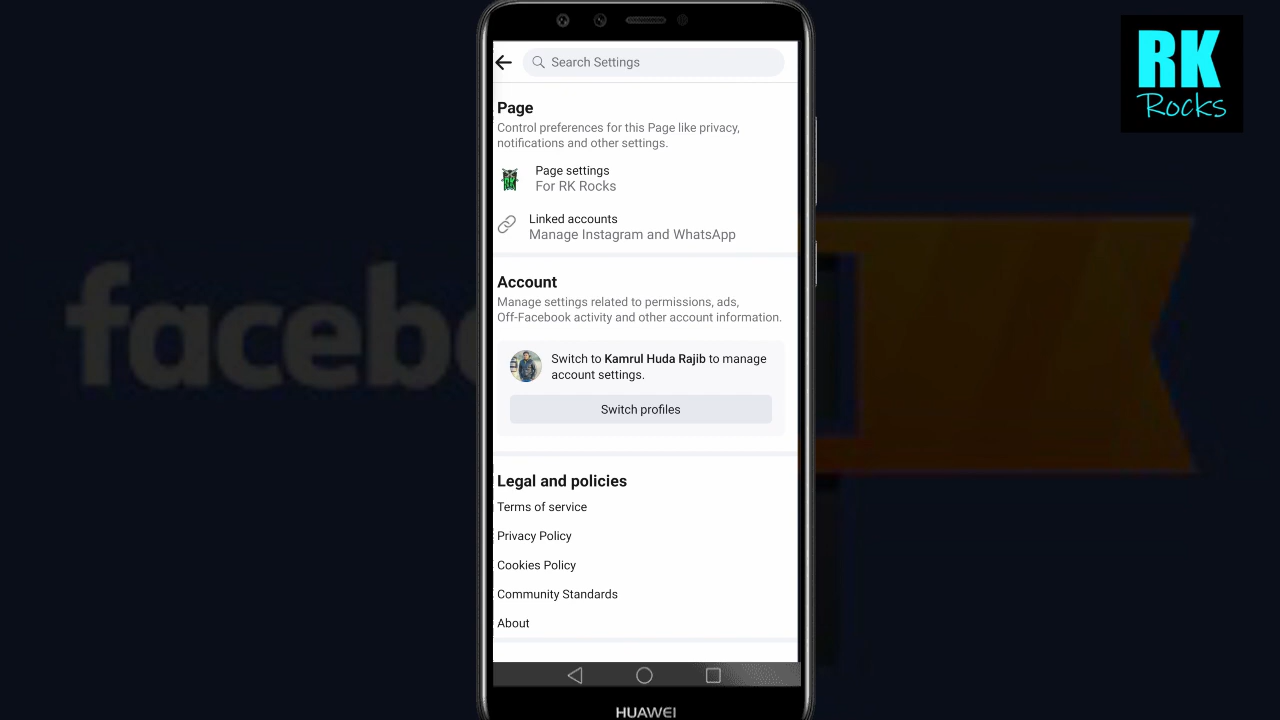 RK
Rocks
Search Settings
Page
Control preferences for this Page like privacy,
notifications and other settings.
Page settings
For RK Rocks
Linked accounts
Manage Instagram and WhatsApp
Account
Manage settings related to permissions, ads,
Off-Facebook activity and other account information.
Switch to Kamrul Huda Rajib to manage
account settings.
Switch profiles
Legal and policies
Terms of service
Privacy Policy
Cookies Policy
Community Standards
About
HUAWEI
facebo